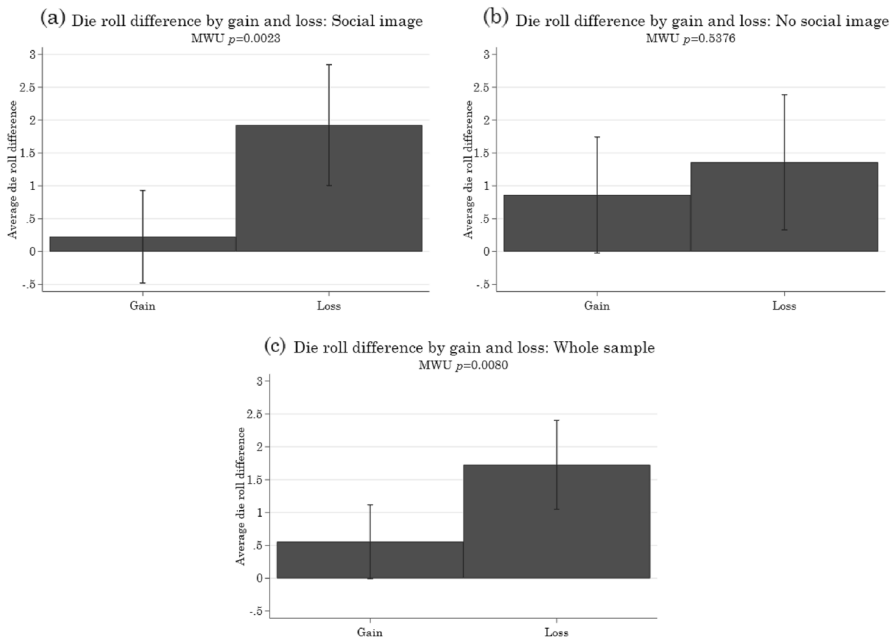 (a) Die roll difference by gain and loss: Social image
MWU p=0.0023
Average die roll difference
3
2.5
2
1.5
1
.5
0
-.5
Gain
Loss
(b) Die roll difference by gain and loss: No social image
MWU p=0.5376
Average die roll difference
3
2.5
2
1.5
1
.5
0
-.5
Gain
Loss
(c) Die roll difference by gain and loss: Whole sample
MWU p=0.0080
Average die roll difference
3
2.5
2
1.5
1
.5
0
-.5
Gain
Loss